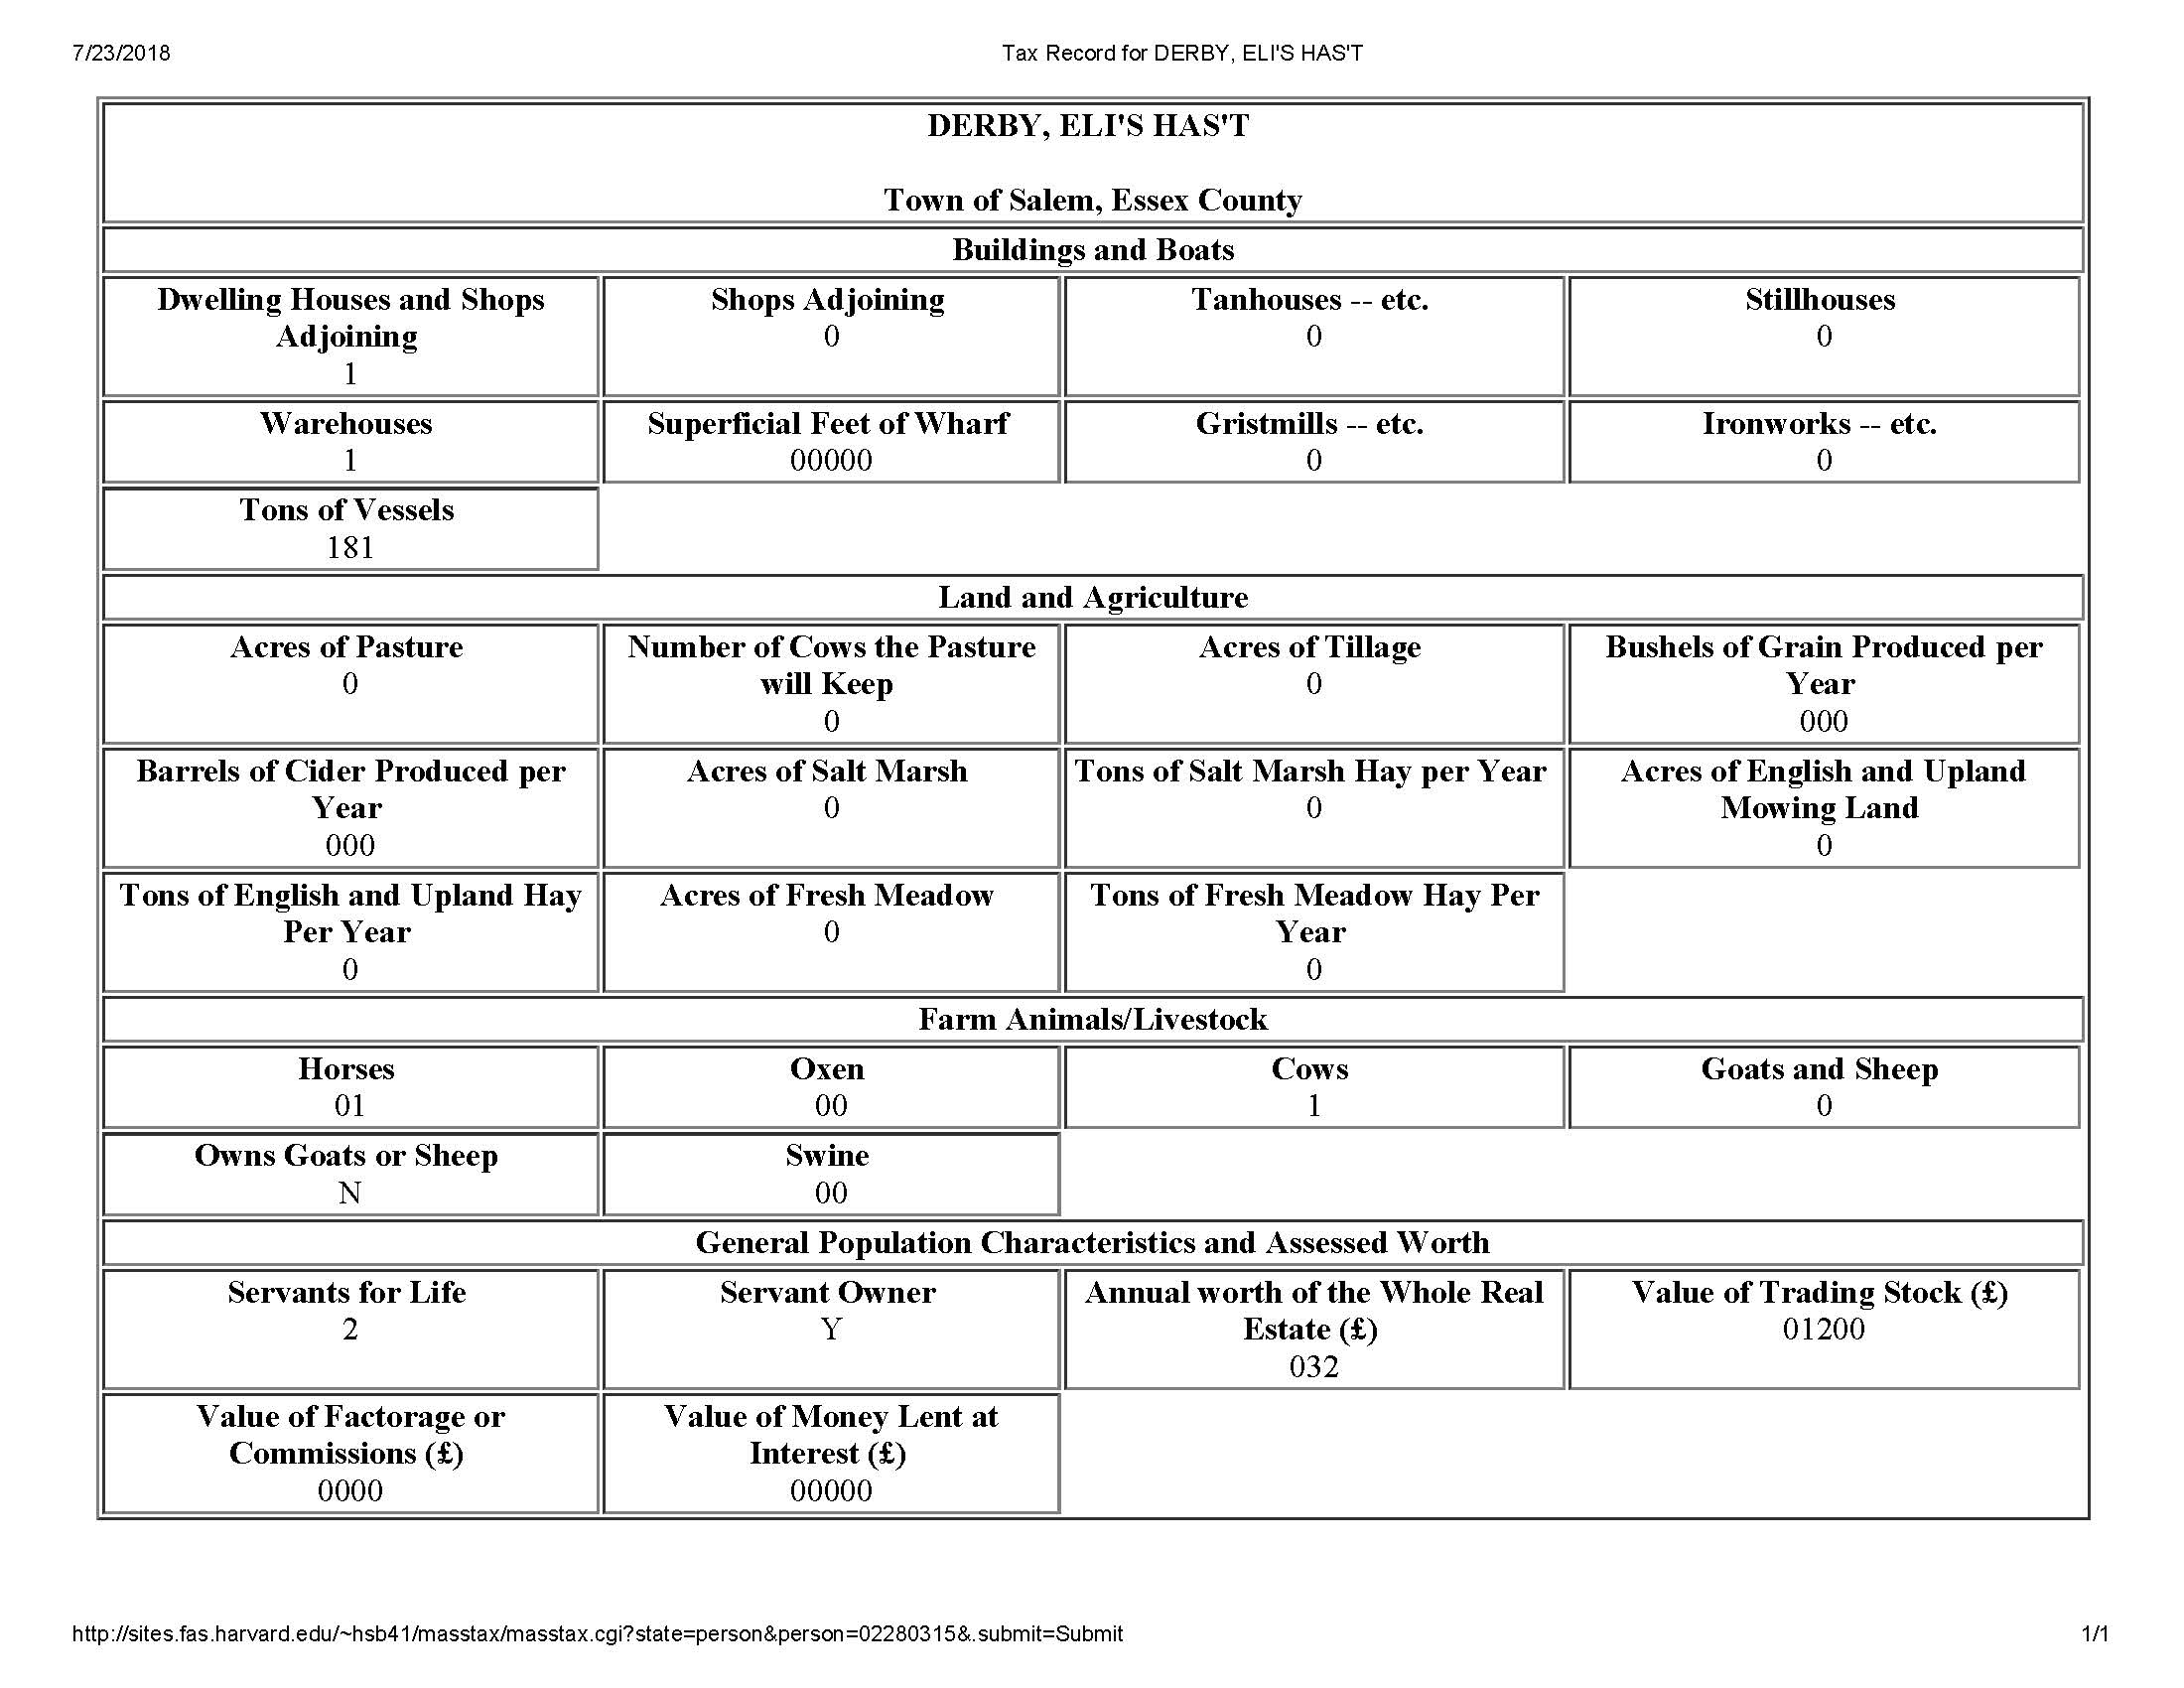 7/23/2018 Tax Record for DERBY, ELI'S HAS'T
DERBY, ELI'S HAS'T
Town of Salem, Essex County
Buildings and Boats
Dwelling Houses and Shops
Adjoining
1
Shops Adjoining
0
Tanhouses -- etc.
0
Stillhouses
0
Warehouses
1
Superficial Feet of Wharf
00000
Gristmills -- etc.
0
Ironworks -- etc.
0
Tons of Vessels
181
Land and Agriculture
Acres of Pasture
0
Number of Cows the Pasture
will Keep
0
Acres of Tillage
0
Bushels of Grain Produced per
Year
000
Barrels of Cider Produced per
Year
000
Acres of Salt Marsh
0
Tons of Salt Marsh Hay per Year
0
Acres of English and Upland
Mowing Land
0
Tons of English and Upland Hay
Per Year
0
Acres of Fresh Meadow
0
Tons of Fresh Meadow Hay Per
Year
0
Farm Animals/Livestock
Horses
01
Oxen
00
Cows
1
Goats and Sheep
0
Owns Goats or Sheep
N
Swine
00
General Population Characteristics and Assessed Worth
Servants for Life
2
Servant Owner
Y
Annual worth of the Whole Real
Estate (£)
032
Value of Trading Stock (£)
01200
Value of Factorage or
Commissions (£)
0000
Value of Money Lent at
Interest (£)
00000
http://sites.fas.harvard.edu/~hsb41/masstax/masstax.cgi?state=person&person=02280315&.submit=Submit 1/1